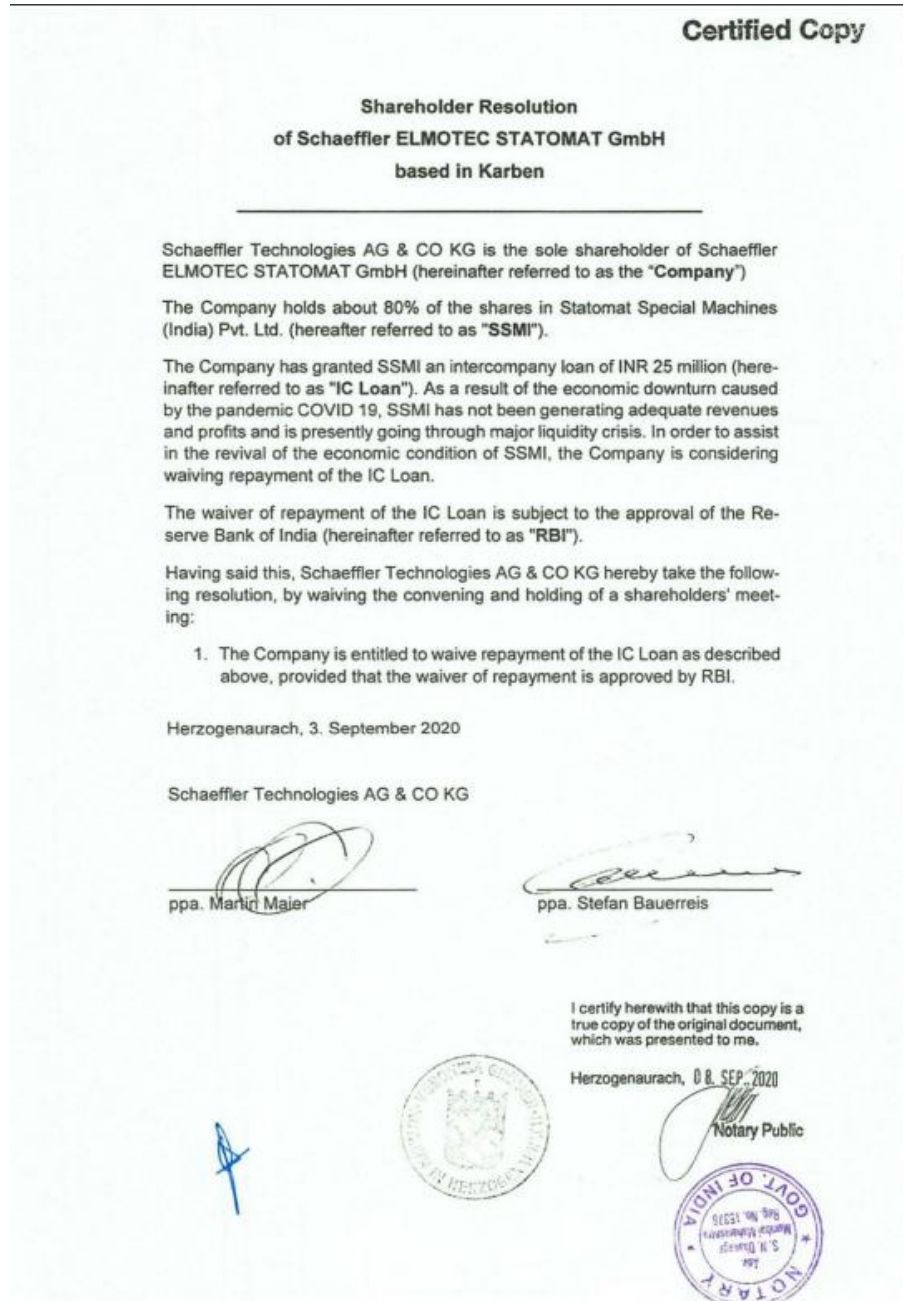 Certified Copy
Shareholder Resolution
of Schaeffler ELMOTEC STATOMAT GmbH
based in Karben
Schaeffler Technologies AG & CO KG is the sole shareholder of Schaeffler
ELMOTEC STATOMAT GmbH (hereinafter referred to as the "Company")
The Company holds about 80% of the shares in Statomat Special Machines
(India) Pvt. Ltd. (hereafter referred to as "SSMI").
The Company has granted SSMI an intercompany loan of INR 25 million (here-
inafter referred to as "IC Loan"). As a result of the economic downturn caused
by the pandemic COVID 19, SSMI has not been generating adequate revenues
and profits and is presently going through major liquidity crisis. In order to assist
in the revival of the economic condition of SSMI, the Company is considering
waiving repayment of the IC Loan.
The waiver of repayment of the IC Loan is subject to the approval of the Re-
serve Bank of India (hereinafter referred to as "RBI").
Having said this, Schaeffler Technologies AG & CO KG hereby take the follow-
ing resolution, by waiving the convening and holding of a shareholders' meet-
ing:
1. The Company is entitled to waive repayment of the IC Loan as described
above, provided that the waiver of repayment is approved by RBI.
Herzogenaurach, 3. September 2020
Schaeffler Technologies AG & CO KG
ppa. Martin Maier
ppa. Stefan Bauerreis
I certify herewith that this copy is a
true copy of the original document,
which was presented to me.
Herzogenaurach, 08. SEP. 2020
Notary Public
IN HERZOGENAURACH
NOTARY
GOVT. OF INDIA
Adv.
Mumbai Maharashtra
Reg. No. 15378